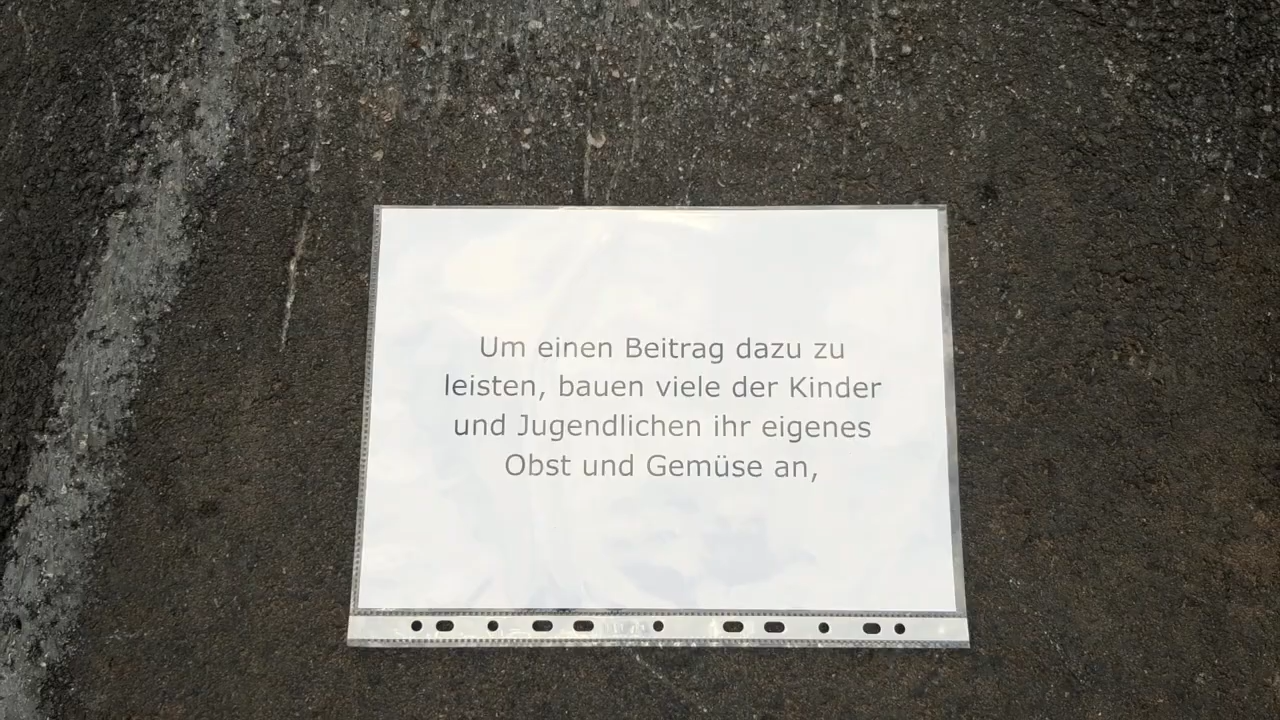 Um einen Beitrag dazu zu
leisten, bauen viele der Kinder
und Jugendlichen ihr eigenes
Obst und Gemüse an,